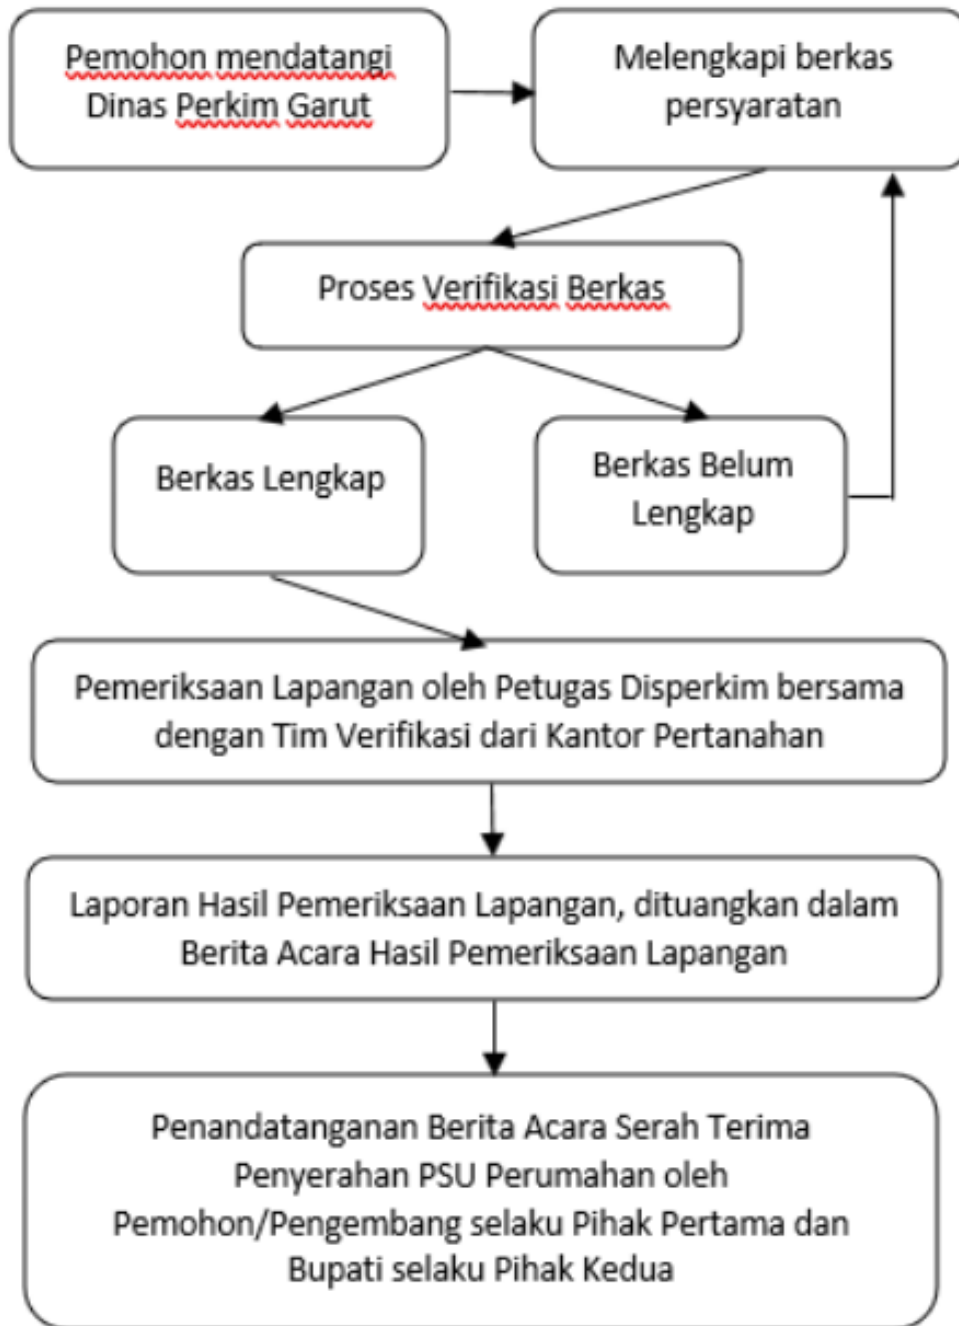 Pemohon mendatangi
Dinas Perkim Garut
Melengkapi berkas
persyaratan
Proses Verifikasi Berkas
Berkas Lengkap
Berkas Belum
Lengkap
Pemeriksaan Lapangan oleh Petugas Disperkim bersama
dengan Tim Verifikasi dari Kantor Pertanahan
Laporan Hasil Pemeriksaan Lapangan, dituangkan dalam
Berita Acara Hasil Pemeriksaan Lapangan
Penandatanganan Berita Acara Serah Terima
Penyerahan PSU Perumahan oleh
Pemohon/Pengembang selaku Pihak Pertama dan
Bupati selaku Pihak Kedua